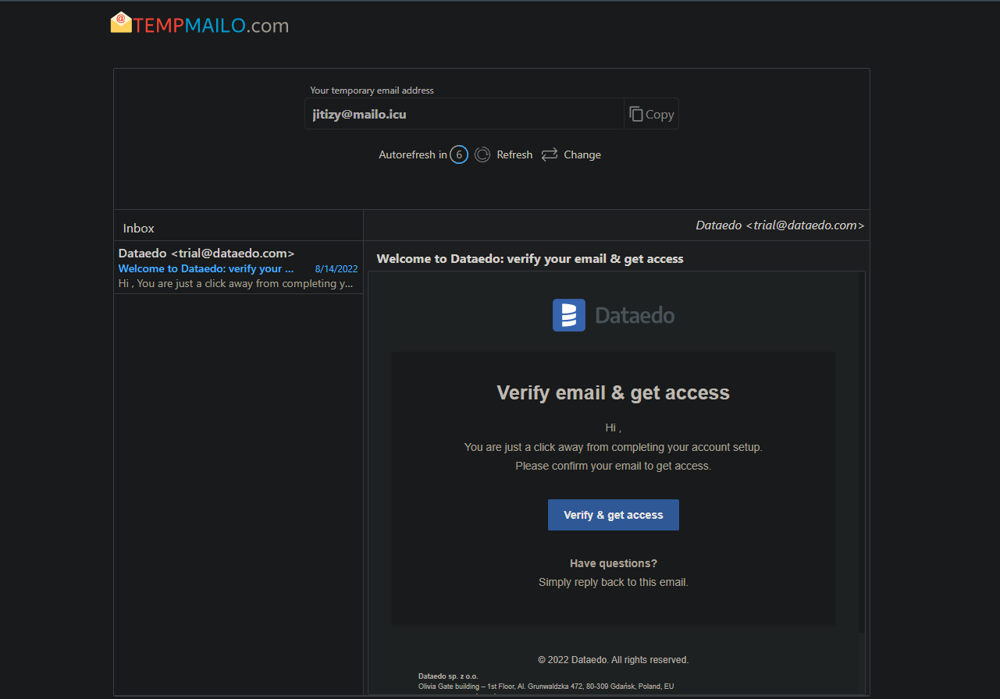 TEMPMAILO.com
Your temporary email address
jitizy@mailo.icu
Copy
Autorefresh in 6 Refresh Change
Inbox
Dataedo <trial@dataedo.com>
Dataedo <trial@dataedo.com>
Welcome to Dataedo: verify your ... 8/14/2022
Hi , You are just a click away from completing y...
Welcome to Dataedo: verify your email & get access
Dataedo
Verify email & get access
Hi ,
You are just a click away from completing your account setup.
Please confirm your email to get access.
Verify & get access
Have questions?
Simply reply back to this email.
© 2022 Dataedo. All rights reserved.
Dataedo sp. z o.o.
Olivia Gate building – 1st Floor, Al. Grunwaldzka 472, 80-309 Gdańsk, Poland, EU